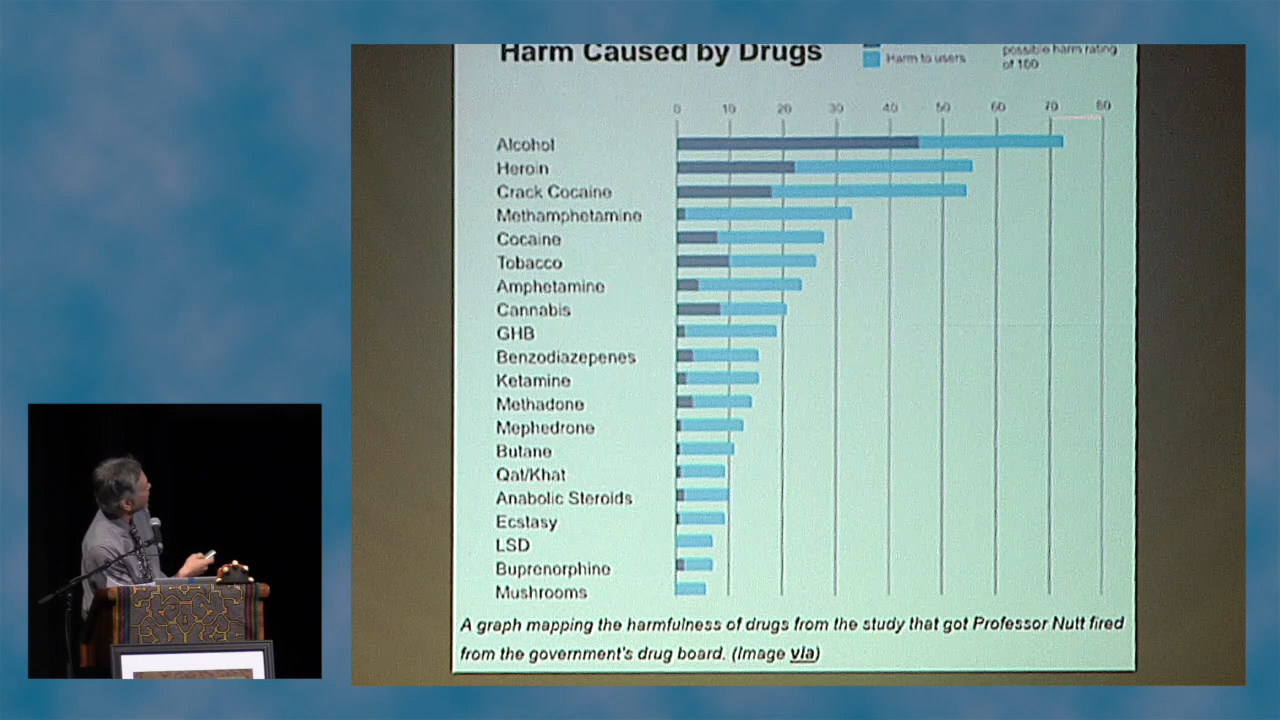 Harm Caused by Drugs
Harm to users
possible harm rating
of 100
0 10 20 30 40 50 60 70 80
Alcohol
Heroin
Crack Cocaine
Methamphetamine
Cocaine
Tobacco
Amphetamine
Cannabis
GHB
Benzodiazepenes
Ketamine
Methadone
Mephedrone
Butane
Qat/Khat
Anabolic Steroids
Ecstasy
LSD
Buprenorphine
Mushrooms
A graph mapping the harmfulness of drugs from the study that got Professor Nutt fired
from the government's drug board. (Image via)